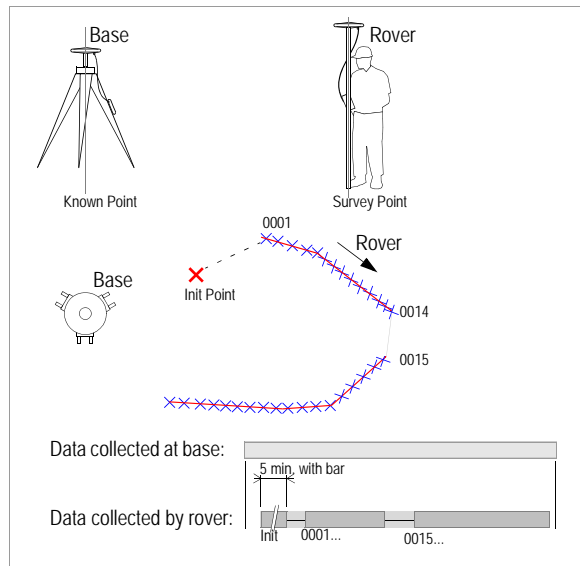 Base
Rover
Known Point
Survey Point
0001
Rover
Base
Init Point
0014
0015
Data collected at base:
5 min. with bar
Data collected by rover:
Init
0001...
0015...